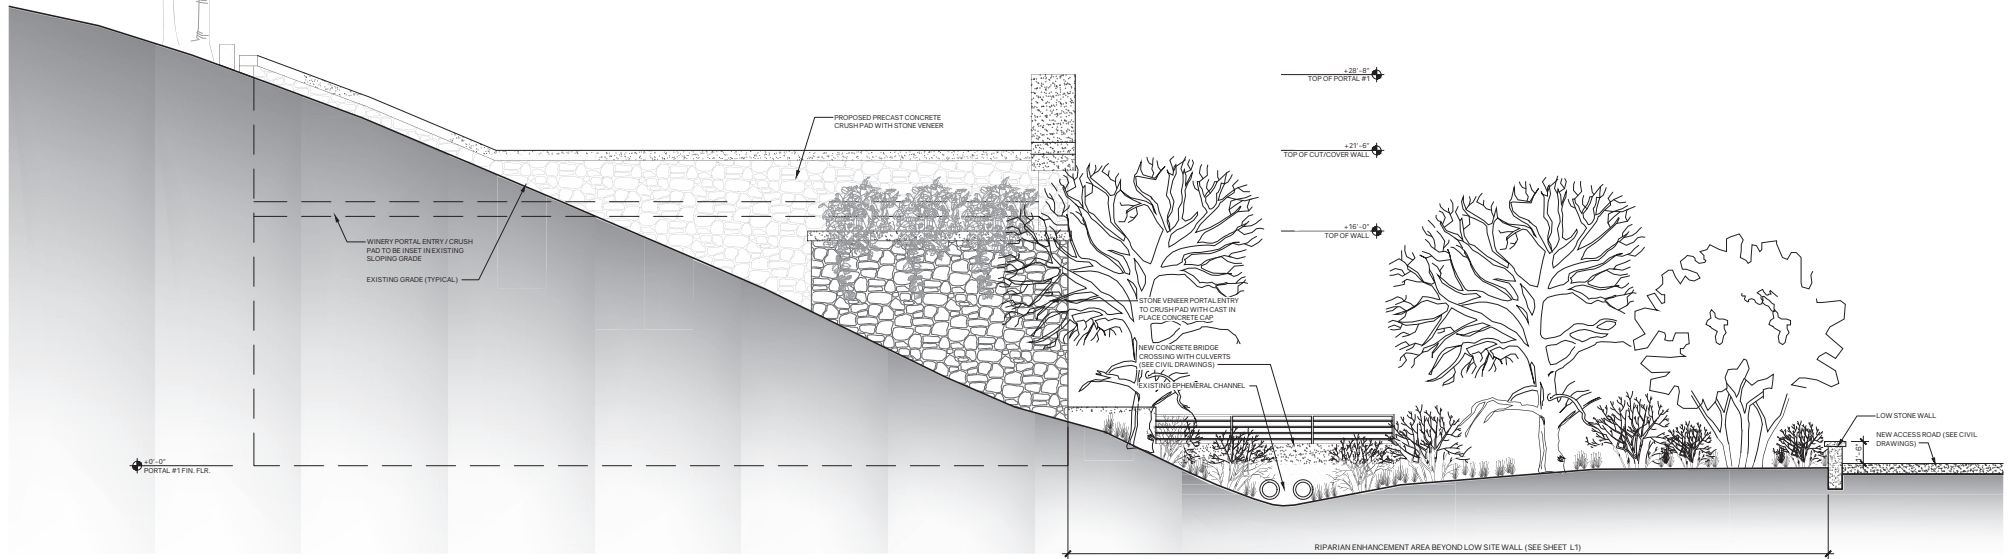 +28'-8"
TOP OF PORTAL #1
PROPOSED PRECAST CONCRETE
CRUSH PAD WITH STONE VENEER
+21'-6"
TOP OF CUT/COVER WALL
+16'-0"
TOP OF WALL
WINERY PORTAL ENTRY / CRUSH
PAD TO BE INSET IN EXISTING
SLOPING GRADE
EXISTING GRADE (TYPICAL)
STONE VENEER PORTAL ENTRY
TO CRUSH PAD WITH CAST IN
PLACE CONCRETE CAP
NEW CONCRETE BRIDGE
CROSSING WITH CULVERTS
(SEE CIVIL DRAWINGS)
EXISTING EPHEMERAL CHANNEL
LOW STONE WALL
NEW ACCESS ROAD (SEE CIVIL
DRAWINGS)
+0'-0"
PORTAL #1 FIN. FLR.
RIPARIAN ENHANCEMENT AREA BEYOND LOW SITE WALL (SEE SHEET L1)